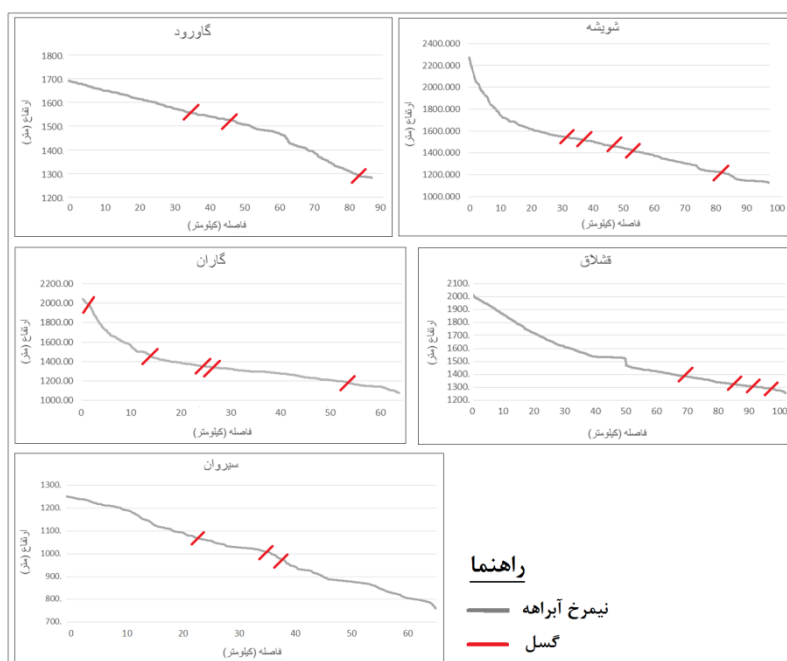 گاورود
1800.
1700.
1600.
1500.
1400.
1300.
1200.
ارتفاع (متر)
0 10 20 30 40 50 60 70 80 90
فاصله (کیلومتر)
شویشه
2400.000
2200.000
2000.000
1800.000
1600.000
1400.000
1200.000
1000.000
ارتفاع (متر)
0 10 20 30 40 50 60 70 80 90 100
فاصله (کیلومتر)
گاران
2200.00
2000.00
1800.00
1600.00
1400.00
1200.00
1000.00
ارتفاع (متر)
0 10 20 30 40 50 60
فاصله (کیلومتر)
قشلاق
2100.
2000.
1900.
1800.
1700.
1600.
1500.
1400.
1300.
1200.
ارتفاع (متر)
0 10 20 30 40 50 60 70 80 90 100
فاصله (کیلومتر)
سیروان
1300.
1200.
1100.
1000.
900.
800.
700.
ارتفاع (متر)
0 10 20 30 40 50 60
فاصله (کیلومتر)
راهنما
نیمرخ آبراهه
گسل